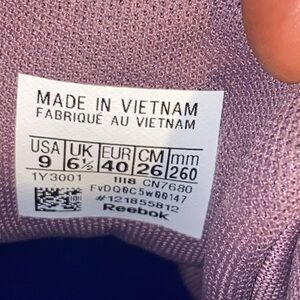 MADE IN VIETNAM
FABRIQUÉ AU VIETNAM
USA UK EUR CM mm
9 6½ 40 26 260
1Y3001 1118 CN7680
FvDQ0C5w00147
#121855812
Reebok